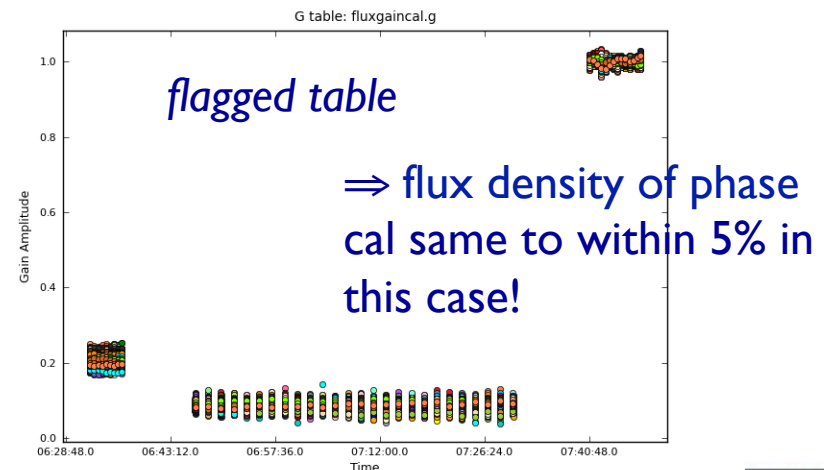 G table: fluxgaincal.g
1.0
flagged table
0.8
⇒ flux density of phase
cal same to within 5% in
this case!
0.6
Gain Amplitude
0.4
0.2
0.0
06:28:48.0 06:43:12.0 06:57:36.0 07:12:00.0 07:26:24.0 07:40:48.0
Time